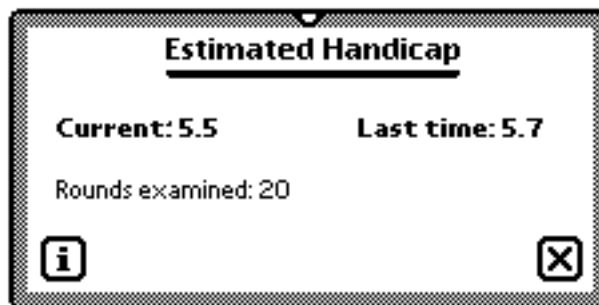 Estimated Handicap
Current: 5.5 Last time: 5.7
Rounds examined: 20
i X